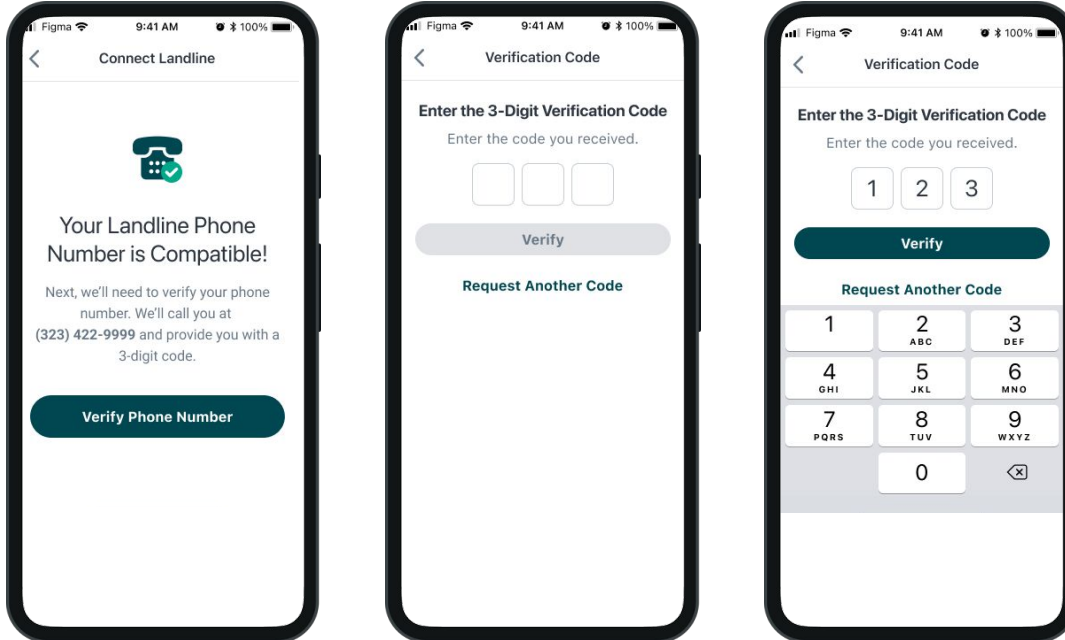 Figma 9:41 AM 100%
Connect Landline
Your Landline Phone
Number is Compatible!
Next, we'll need to verify your phone
number. We'll call you at
(323) 422-9999 and provide you with a
3-digit code.
Verify Phone Number
Figma 9:41 AM 100%
Verification Code
Enter the 3-Digit Verification Code
Enter the code you received.
Verify
Request Another Code
Figma 9:41 AM 100%
Verification Code
Enter the 3-Digit Verification Code
Enter the code you received.
1 2 3
Verify
Request Another Code
1 2 3
ABC DEF
4 5 6
GHI JKL MNO
7 8 9
PQRS TUV WXYZ
0